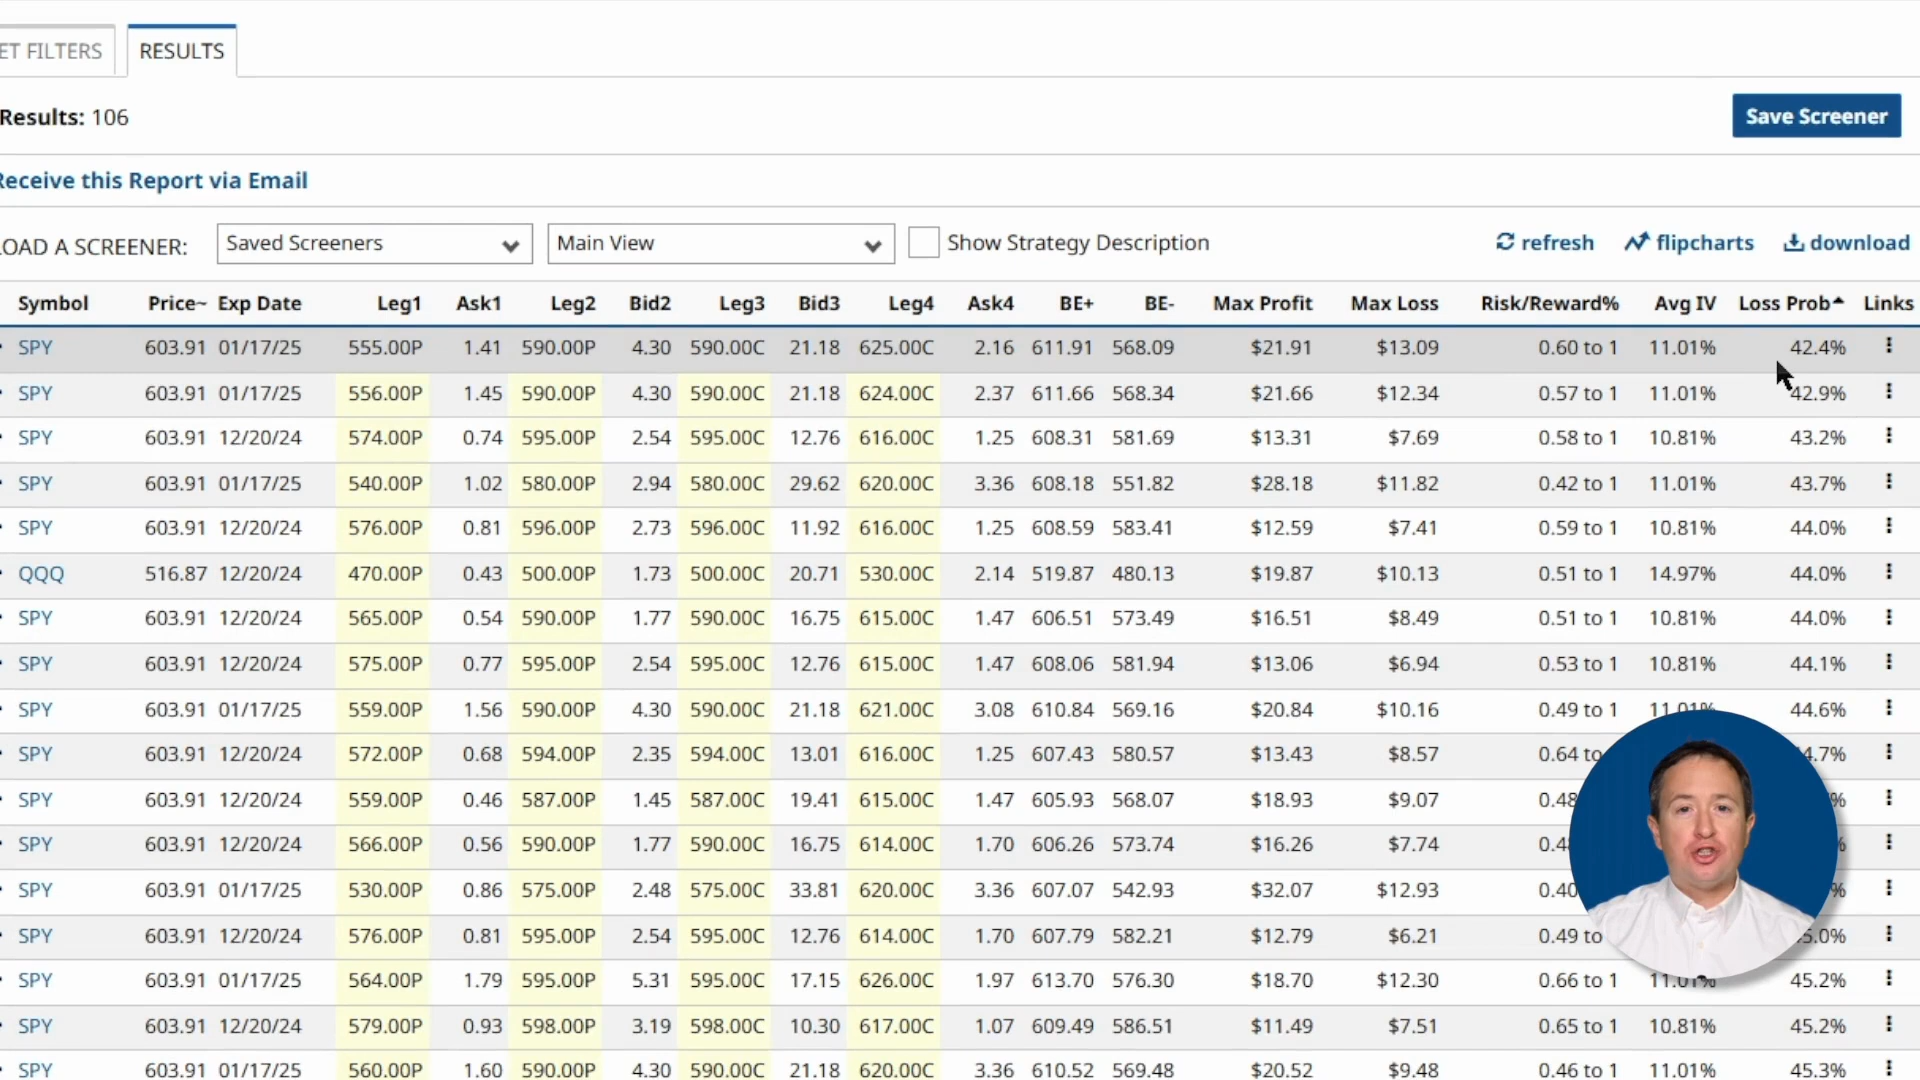 ET FILTERS RESULTS
Results: 106 Save Screener
Receive this Report via Email
LOAD A SCREENER: Saved Screeners Main View Show Strategy Description refresh flipcharts download
Symbol Price~ Exp Date Leg1 Ask1 Leg2 Bid2 Leg3 Bid3 Leg4 Ask4 BE+ BE- Max Profit Max Loss Risk/Reward% Avg IV Loss Prob Links
SPY 603.91 01/17/25 555.00P 1.41 590.00P 4.30 590.00C 21.18 625.00C 2.16 611.91 568.09 $21.91 $13.09 0.60 to 1 11.01% 42.4%
SPY 603.91 01/17/25 556.00P 1.45 590.00P 4.30 590.00C 21.18 624.00C 2.37 611.66 568.34 $21.66 $12.34 0.57 to 1 11.01% 42.9%
SPY 603.91 12/20/24 574.00P 0.74 595.00P 2.54 595.00C 12.76 616.00C 1.25 608.31 581.69 $13.31 $7.69 0.58 to 1 10.81% 43.2%
SPY 603.91 01/17/25 540.00P 1.02 580.00P 2.94 580.00C 29.62 620.00C 3.36 608.18 551.82 $28.18 $11.82 0.42 to 1 11.01% 43.7%
SPY 603.91 12/20/24 576.00P 0.81 596.00P 2.73 596.00C 11.92 616.00C 1.25 608.59 583.41 $12.59 $7.41 0.59 to 1 10.81% 44.0%
QQQ 516.87 12/20/24 470.00P 0.43 500.00P 1.73 500.00C 20.71 530.00C 2.14 519.87 480.13 $19.87 $10.13 0.51 to 1 14.97% 44.0%
SPY 603.91 12/20/24 565.00P 0.54 590.00P 1.77 590.00C 16.75 615.00C 1.47 606.51 573.49 $16.51 $8.49 0.51 to 1 10.81% 44.0%
SPY 603.91 12/20/24 575.00P 0.77 595.00P 2.54 595.00C 12.76 615.00C 1.47 608.06 581.94 $13.06 $6.94 0.53 to 1 10.81% 44.1%
SPY 603.91 01/17/25 559.00P 1.56 590.00P 4.30 590.00C 21.18 621.00C 3.08 610.84 569.16 $20.84 $10.16 0.49 to 1 11.01% 44.6%
SPY 603.91 12/20/24 572.00P 0.68 594.00P 2.35 594.00C 13.01 616.00C 1.25 607.43 580.57 $13.43 $8.57 0.64 to 4.7%
SPY 603.91 12/20/24 559.00P 0.46 587.00P 1.45 587.00C 19.41 615.00C 1.47 605.93 568.07 $18.93 $9.07 0.48 %
SPY 603.91 12/20/24 566.00P 0.56 590.00P 1.77 590.00C 16.75 614.00C 1.70 606.26 573.74 $16.26 $7.74 %
SPY 603.91 01/17/25 530.00P 0.86 575.00P 2.48 575.00C 33.81 620.00C 3.36 607.07 542.93 $32.07 $12.93 0.40 %
SPY 603.91 12/20/24 576.00P 0.81 595.00P 2.54 595.00C 12.76 614.00C 1.70 607.79 582.21 $12.79 $6.21 0.49 to 5.0%
SPY 603.91 01/17/25 564.00P 1.79 595.00P 5.31 595.00C 17.15 626.00C 1.97 613.70 576.30 $18.70 $12.30 0.66 to 1 11.01% 45.2%
SPY 603.91 12/20/24 579.00P 0.93 598.00P 3.19 598.00C 10.30 617.00C 1.07 609.49 586.51 $11.49 $7.51 0.65 to 1 10.81% 45.2%
SPY 603.91 01/17/25 560.00P 1.60 590.00P 4.30 590.00C 21.18 620.00C 3.36 610.52 569.48 $20.52 $9.48 0.46 to 1 11.01% 45.3%